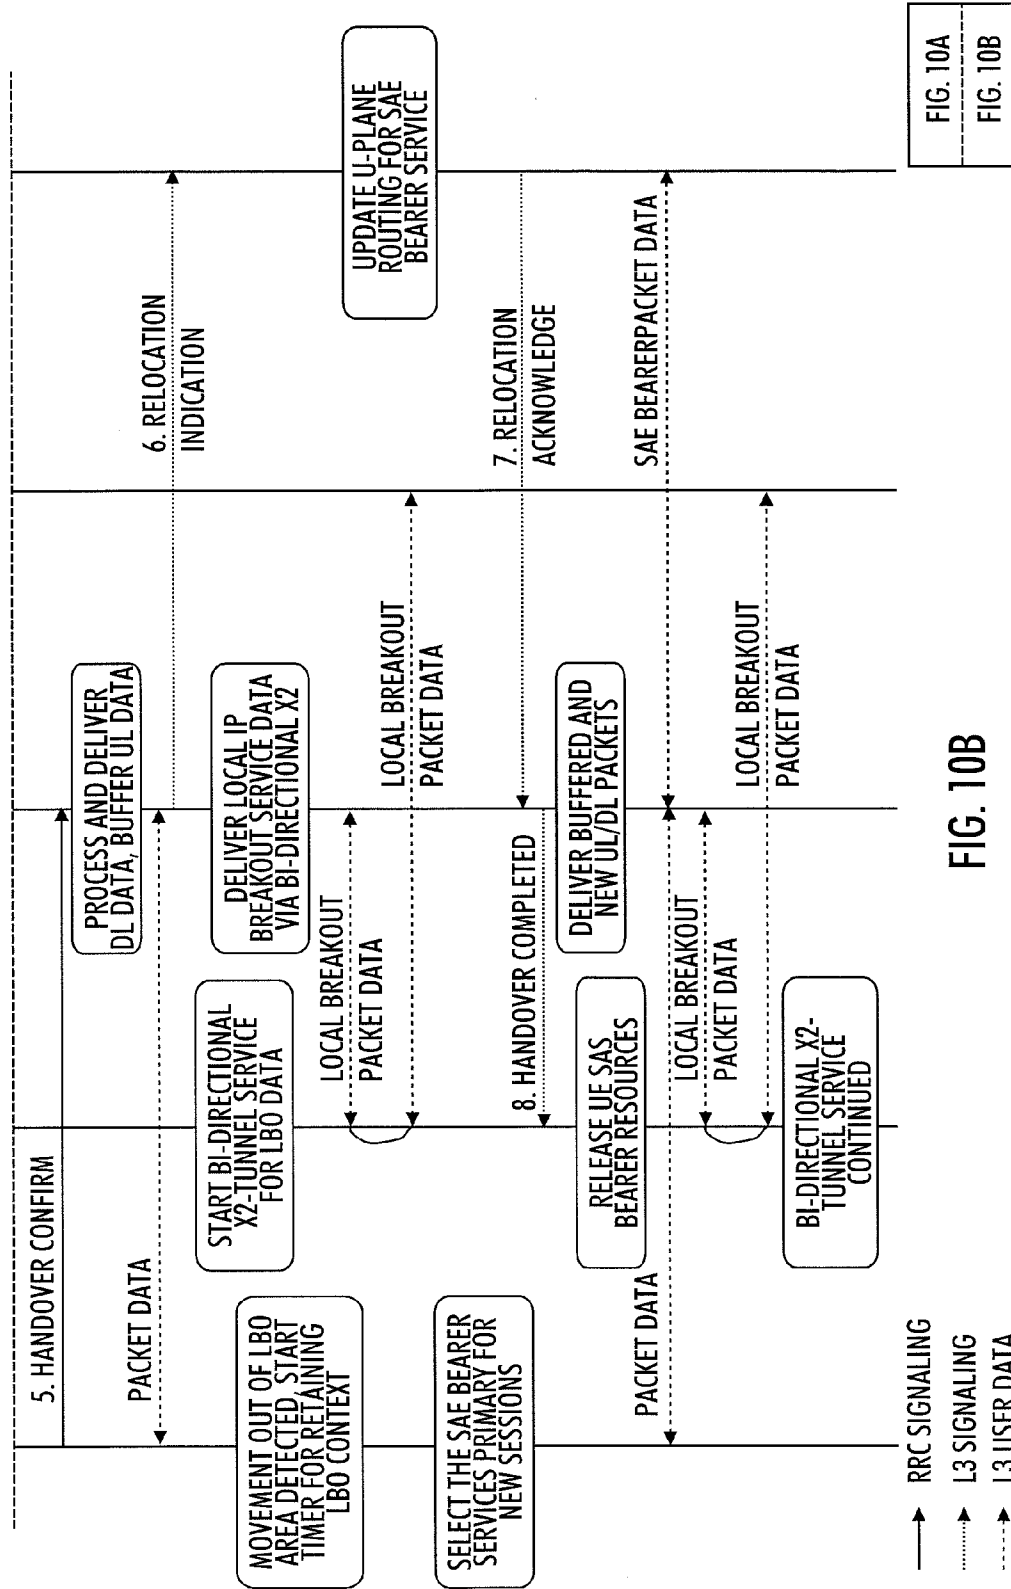 5. HANDOVER CONFIRM
PROCESS AND DELIVER
DL DATA, BUFFER UL DATA
PACKET DATA
6. RELOCATION
INDICATION
MOVEMENT OUT OF LBO
AREA DETECTED, START
TIMER FOR RETAINING
LBO CONTEXT
START BI-DIRECTIONAL
X2-TUNNEL SERVICE
FOR LBO DATA
DELIVER LOCAL IP
BREAKOUT SERVICE DATA
VIA BI-DIRECTIONAL X2
LOCAL BREAKOUT
PACKET DATA
LOCAL BREAKOUT
PACKET DATA
UPDATE U-PLANE
ROUTING FOR SAE
BEARER SERVICE
SELECT THE SAE BEARER
SERVICES PRIMARY FOR
NEW SESSIONS
7. RELOCATION
ACKNOWLEDGE
8. HANDOVER COMPLETED
RELEASE UE SAS
BEARER RESOURCES
DELIVER BUFFERED AND
NEW UL/DL PACKETS
PACKET DATA
SAE BEARERPACKET DATA
LOCAL BREAKOUT
PACKET DATA
LOCAL BREAKOUT
PACKET DATA
BI-DIRECTIONAL X2-
TUNNEL SERVICE
CONTINUED
RRC SIGNALING
L3 SIGNALING
L3 USER DATA
FIG. 10B
FIG. 10A
FIG. 10B